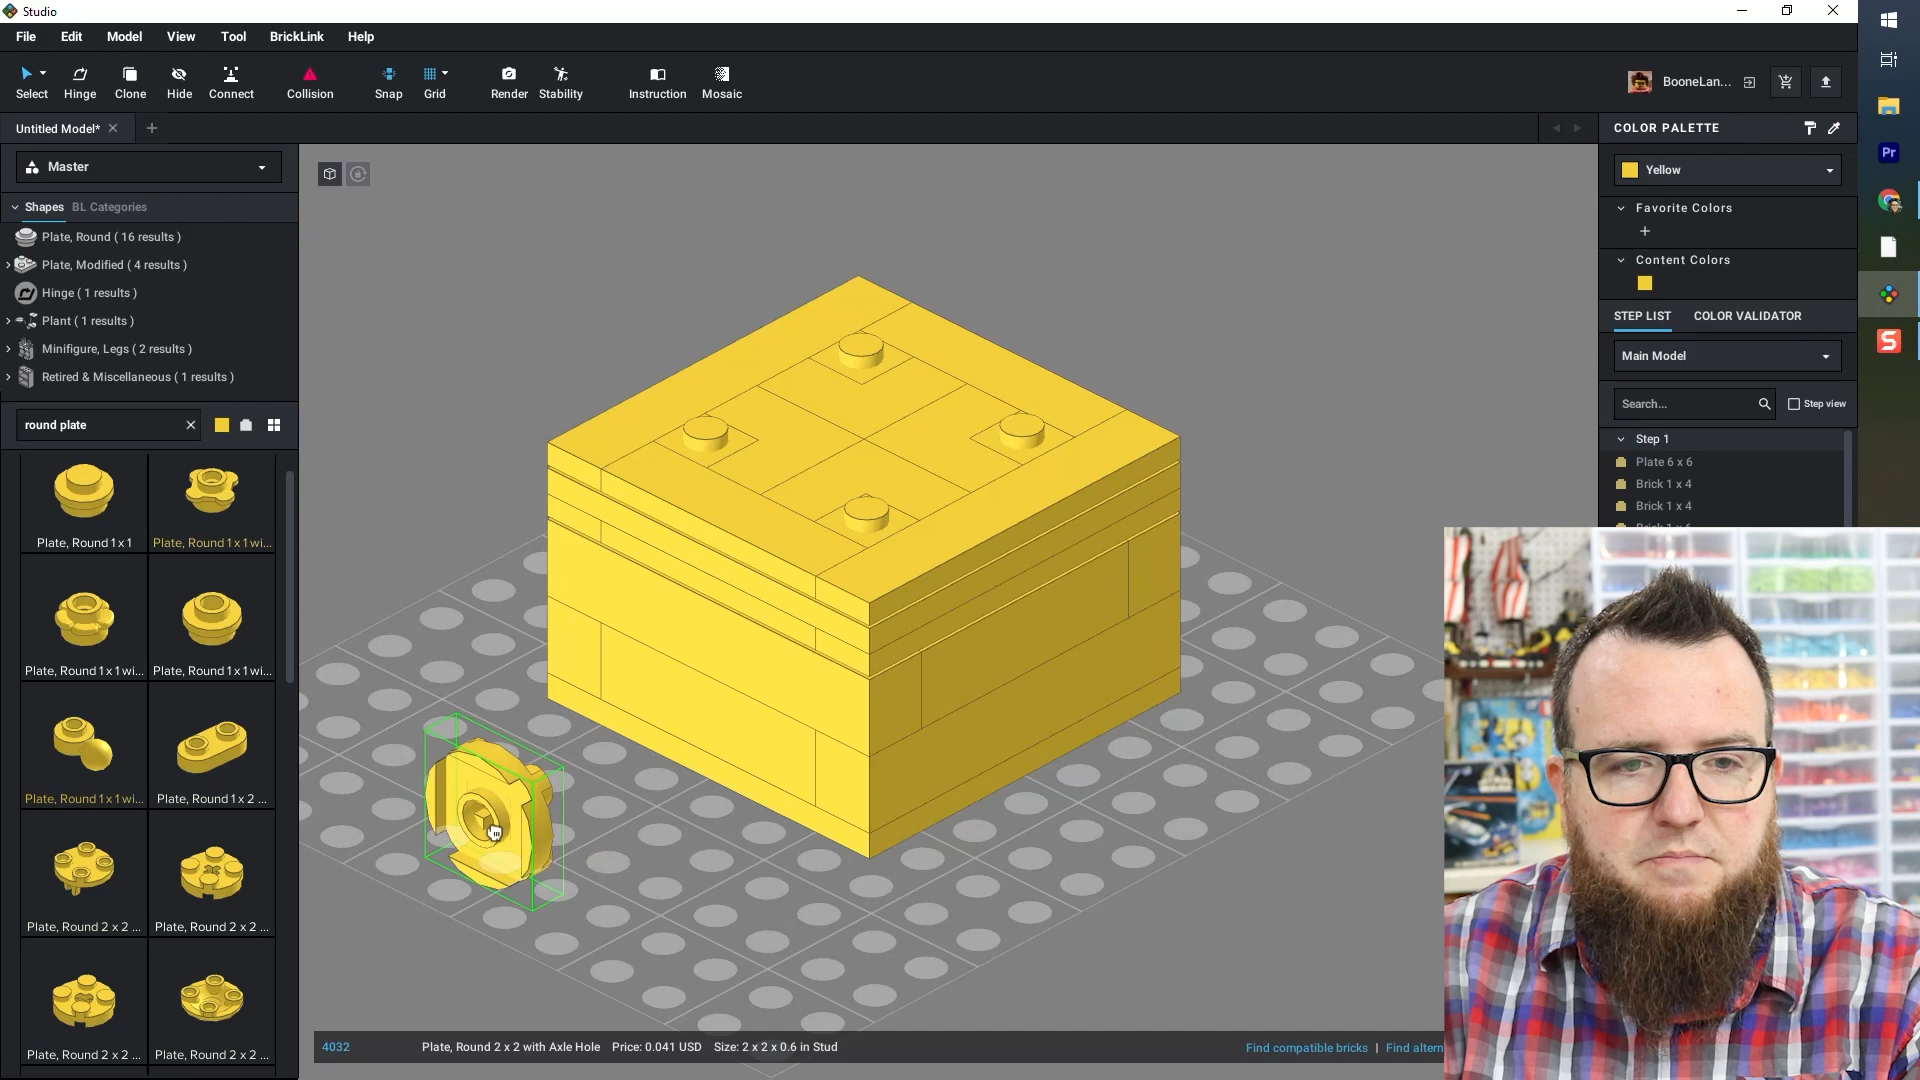 Studio
File Edit Model View Tool BrickLink Help
Select Hinge Clone Hide Connect Collision Snap Grid Render Stability Instruction Mosaic
BooneLan...
Untitled Model*
Master
Shapes BL Categories
Plate, Round ( 16 results )
Plate, Modified ( 4 results )
Hinge ( 1 results )
Plant ( 1 results )
Minifigure, Legs ( 2 results )
Retired & Miscellaneous ( 1 results )
round plate
Plate, Round 1 x 1
Plate, Round 1 x 1 wi...
Plate, Round 1 x 1 wi...
Plate, Round 1 x 1 wi...
Plate, Round 1 x 1 wi...
Plate, Round 1 x 2 ...
Plate, Round 2 x 2 ...
Plate, Round 2 x 2 ...
Plate, Round 2 x 2 ...
Plate, Round 2 x 2 ...
4032 Plate, Round 2 x 2 with Axle Hole Price: 0.041 USD Size: 2 x 2 x 0.6 in Stud
Find compatible bricks | Find altern
COLOR PALETTE
Yellow
Favorite Colors
Content Colors
STEP LIST COLOR VALIDATOR
Main Model
Search... Step view
Step 1
Plate 6 x 6
Brick 1 x 4
Brick 1 x 4
Pr
S